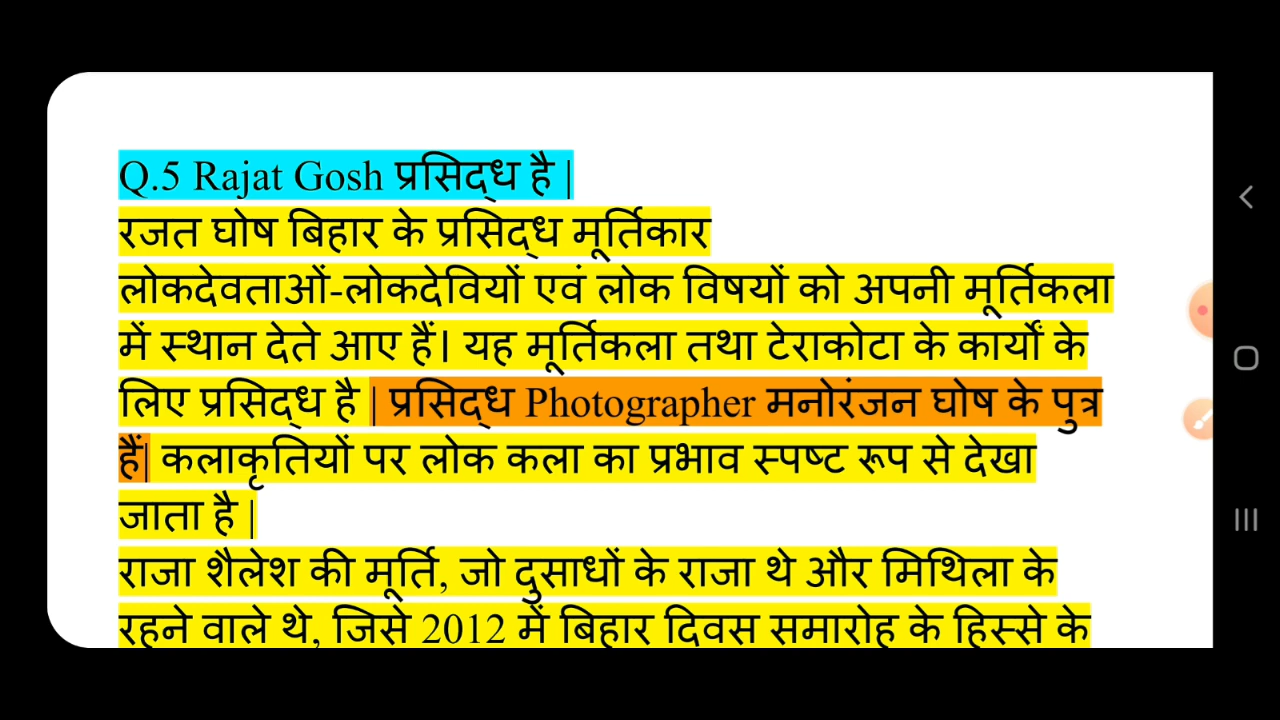 Q.5 Rajat Gosh प्रसिद्ध है |
रजत घोष बिहार के प्रसिद्ध मूर्तिकार
लोकदेवताओं-लोकदेवियों एवं लोक विषयों को अपनी मूर्तिकला
में स्थान देते आए हैं। यह मूर्तिकला तथा टेराकोटा के कार्यों के
लिए प्रसिद्ध है | प्रसिद्ध Photographer मनोरंजन घोष के पुत्र
हैं| कलाकृतियों पर लोक कला का प्रभाव स्पष्ट रूप से देखा
जाता है |
राजा शैलेश की मूर्ति, जो दुसाधों के राजा थे और मिथिला के
रहने वाले थे, जिसे 2012 में बिहार दिवस समारोह के हिस्से के